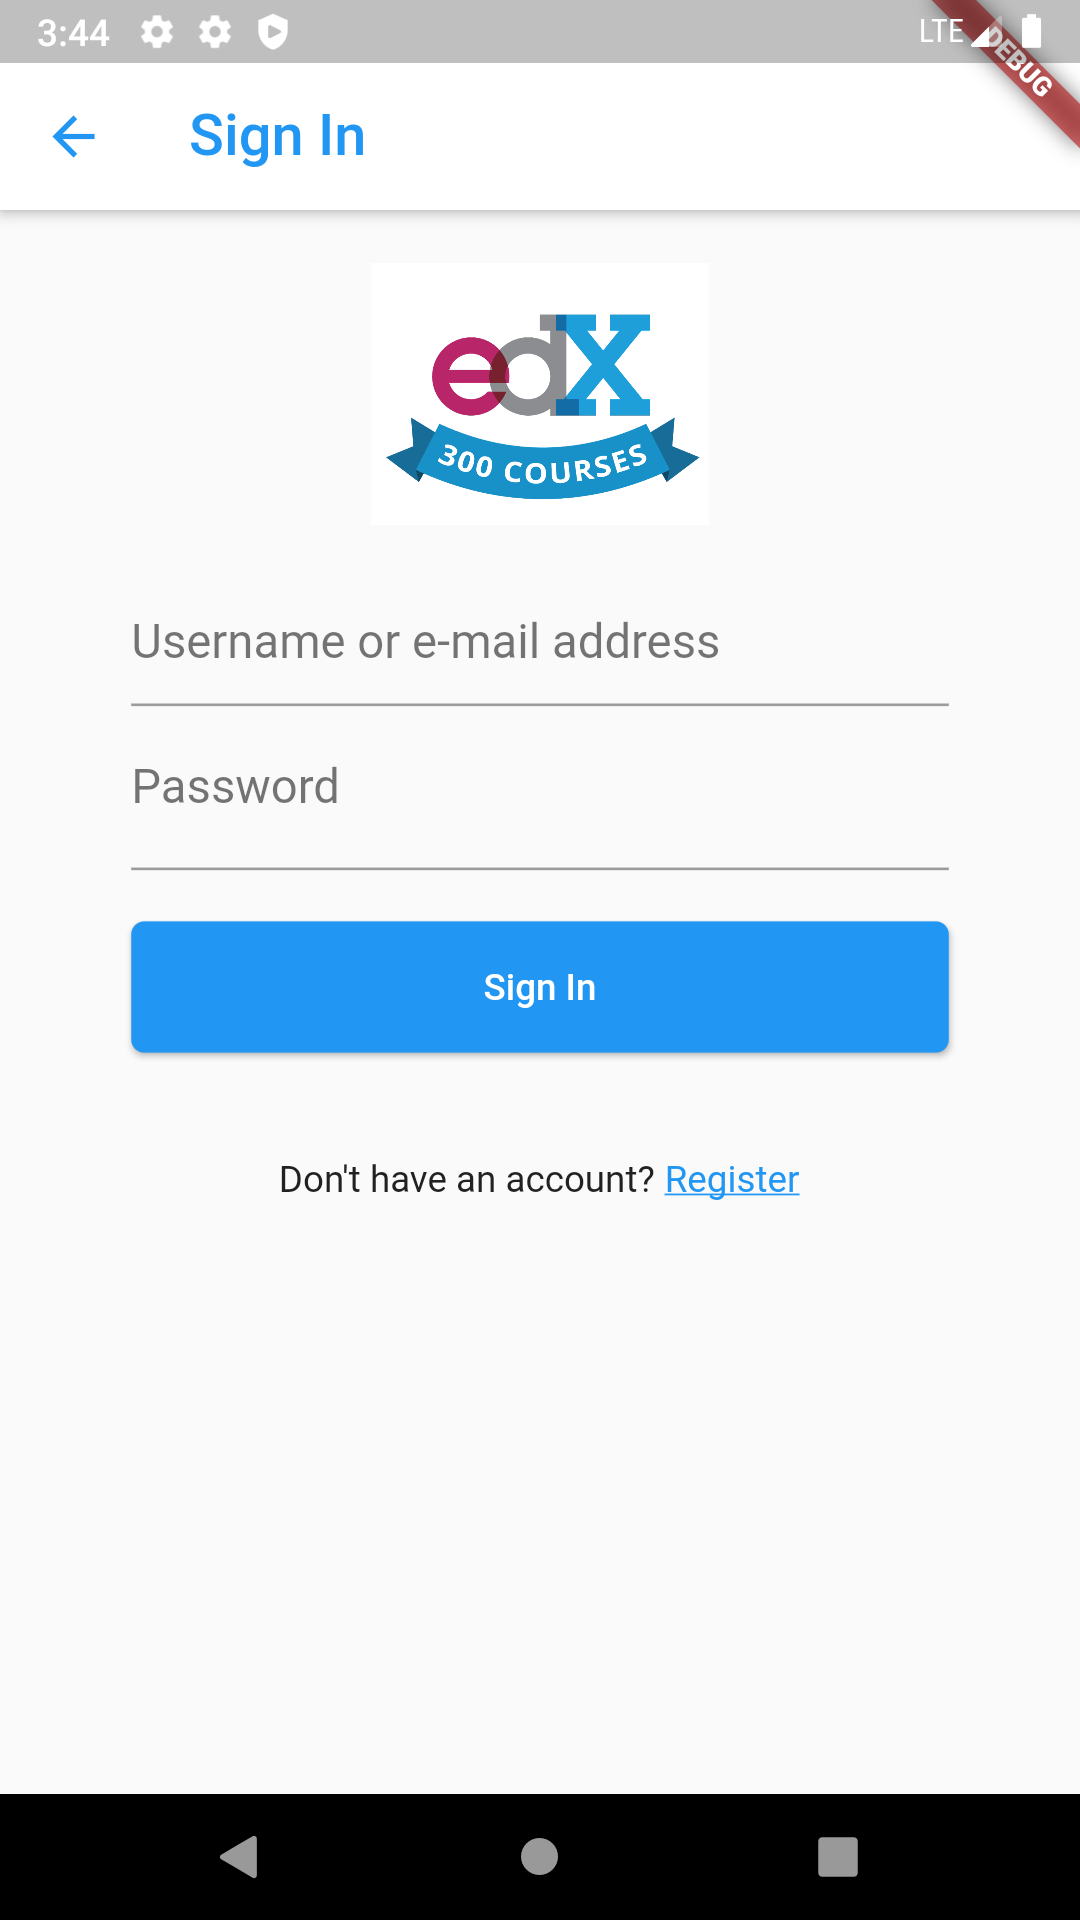 3:44 LTE
DEBUG
Sign In
edX
300 COURSES
Username or e-mail address
Password
Sign In
Don't have an account? Register